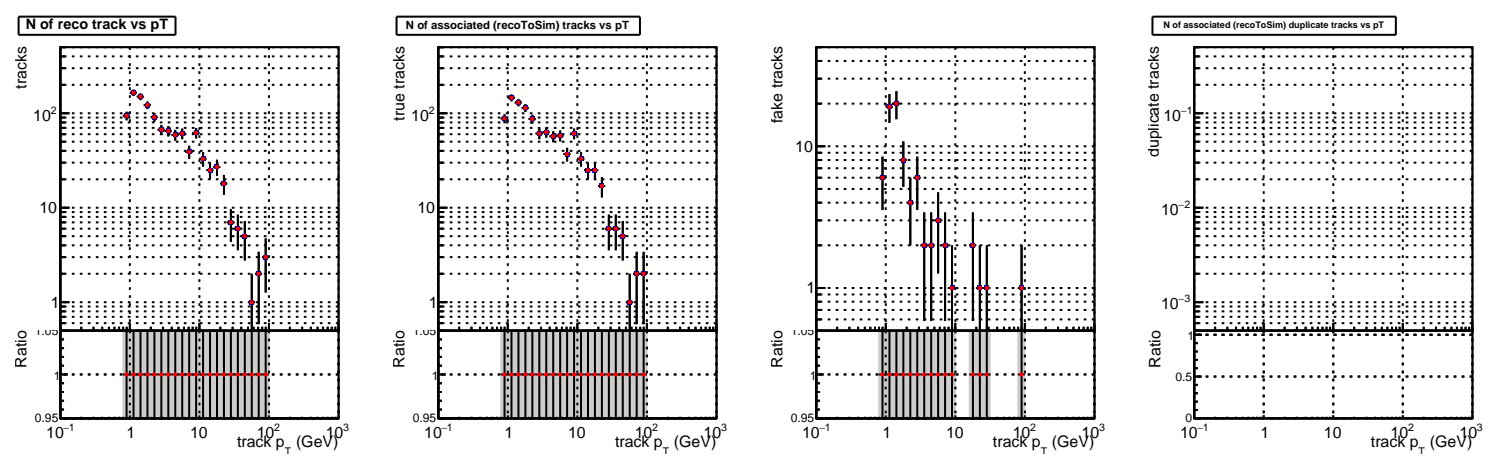 N of reco track vs pT
tracks
10²
10
1
Ratio
1.05
1
0.95
10⁻¹ 1 10 10² 10³
track p_T (GeV)
N of associated (recoToSim) tracks vs pT
true tracks
10²
10
1
Ratio
1.05
1
0.95
10⁻¹ 1 10 10² 10³
track p_T (GeV)
fake tracks
10
1
Ratio
1.05
1
0.95
10⁻¹ 1 10 10² 10³
track p_T (GeV)
N of associated (recoToSim) duplicate tracks vs pT
duplicate tracks
10⁻¹
10⁻²
10⁻³
Ratio
1
0.5
0
10⁻¹ 1 10 10² 10³
track p_T (GeV)